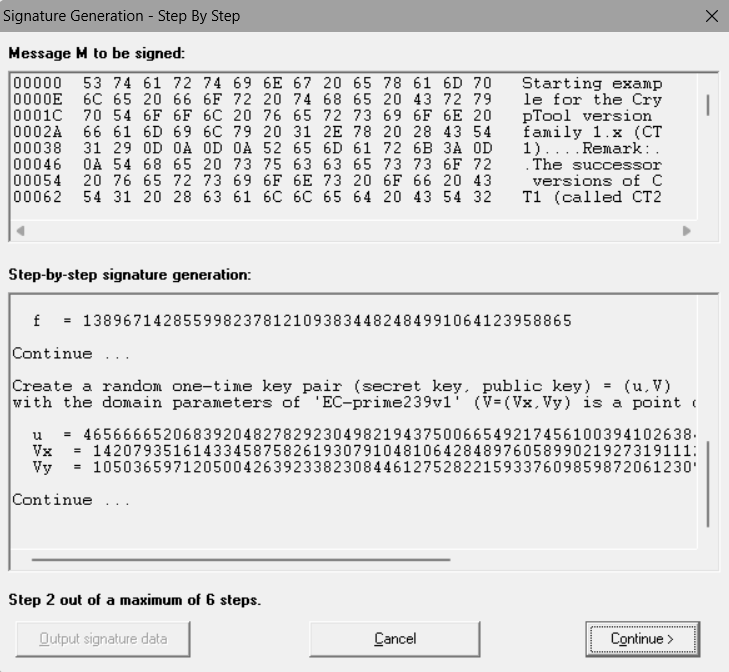 Signature Generation - Step By Step
Message M to be signed:
00000 53 74 61 72 74 69 6E 67 20 65 78 61 6D 70 Starting examp
0000E 6C 65 20 66 6F 72 20 74 68 65 20 43 72 79 le for the Cry
0001C 70 54 6F 6F 6C 20 76 65 72 73 69 6F 6E 20 pTool version
0002A 66 61 6D 69 6C 79 20 31 2E 78 20 28 43 54 family 1.x (CT
00038 31 29 0D 0A 0D 0A 52 65 6D 61 72 6B 3A 0D 1)....Remark:.
00046 0A 54 68 65 20 73 75 63 63 65 73 73 6F 72 .The successor
00054 20 76 65 72 73 69 6F 6E 73 20 6F 66 20 43 versions of C
00062 54 31 20 28 63 61 6C 6C 65 64 20 43 54 32 T1 (called CT2
Step-by-step signature generation:
f = 1389671428559982378121093834482484991064123958865
Continue ...
Create a random one-time key pair (secret key, public key) = (u,V)
with the domain parameters of 'EC-prime239v1' (V=(Vx,Vy) is a point
u = 4656666520683920482782923049821943750066549217456100394102638
Vx = 142079351614334587582619307910481064284897605899021927319111
Vy = 105036597120500426392338230844612752822159337609859872061230
Continue ...
Step 2 out of a maximum of 6 steps.
Output signature data
Cancel
Continue >